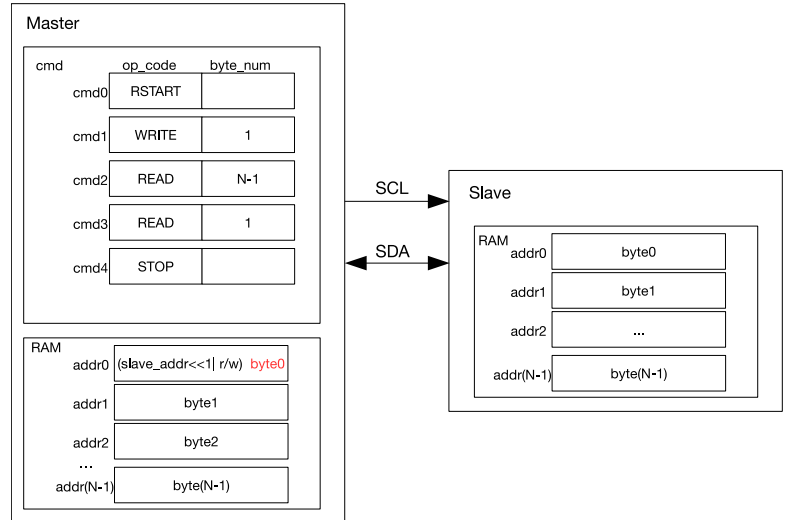 Master
cmd op_code byte_num
cmd0 RSTART
cmd1 WRITE 1
cmd2 READ N-1
cmd3 READ 1
cmd4 STOP
RAM
addr0 (slave_addr<<1| r/w) byte0
addr1 byte1
addr2 byte2
...
addr(N-1) byte(N-1)
SCL
SDA
Slave
RAM
addr0 byte0
addr1 byte1
addr2 ...
addr(N-1) byte(N-1)